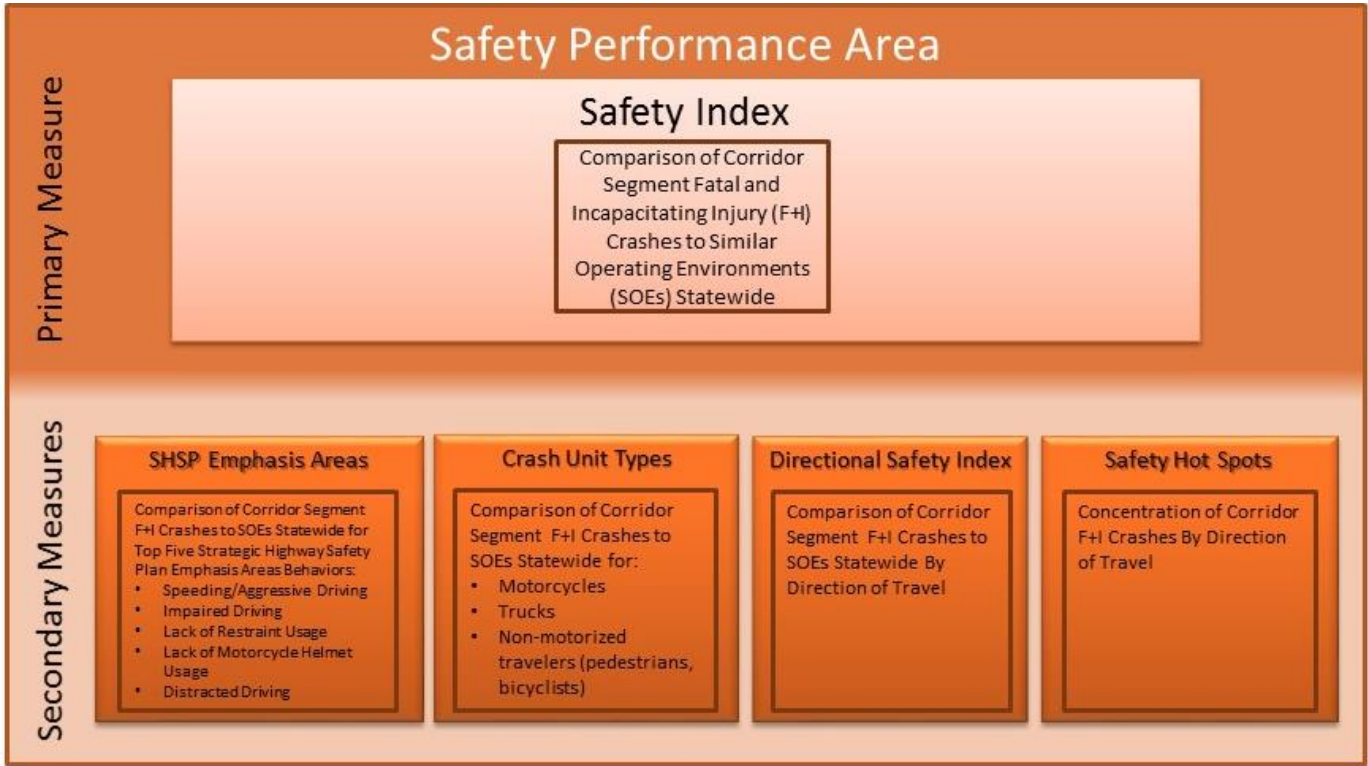 Safety Performance Area
Primary Measure
Safety Index
Comparison of Corridor
Segment Fatal and
Incapacitating Injury (F+I)
Crashes to Similar
Operating Environments
(SOEs) Statewide
Secondary Measures
SHSP Emphasis Areas
Comparison of Corridor Segment
F+I Crashes to SOEs Statewide for
Top Five Strategic Highway Safety
Plan Emphasis Areas Behaviors:
• Speeding/Aggressive Driving
• Impaired Driving
• Lack of Restraint Usage
• Lack of Motorcycle Helmet
Usage
• Distracted Driving
Crash Unit Types
Comparison of Corridor
Segment F+I Crashes to
SOEs Statewide for:
• Motorcycles
• Trucks
• Non-motorized
travelers (pedestrians,
bicyclists)
Directional Safety Index
Comparison of Corridor
Segment F+I Crashes to
SOEs Statewide By
Direction of Travel
Safety Hot Spots
Concentration of Corridor
F+I Crashes By Direction
of Travel